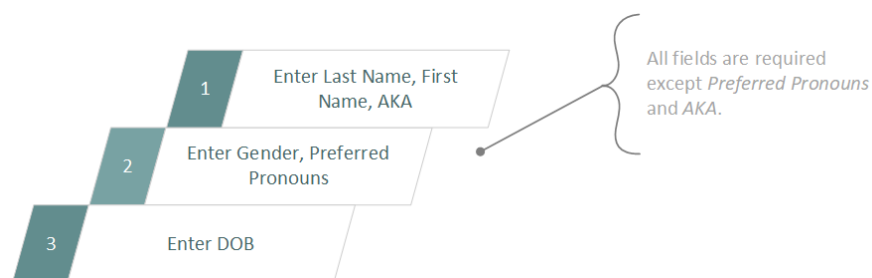 1
Enter Last Name, First
Name, AKA
2
Enter Gender, Preferred
Pronouns
3
Enter DOB
All fields are required
except Preferred Pronouns
and AKA.